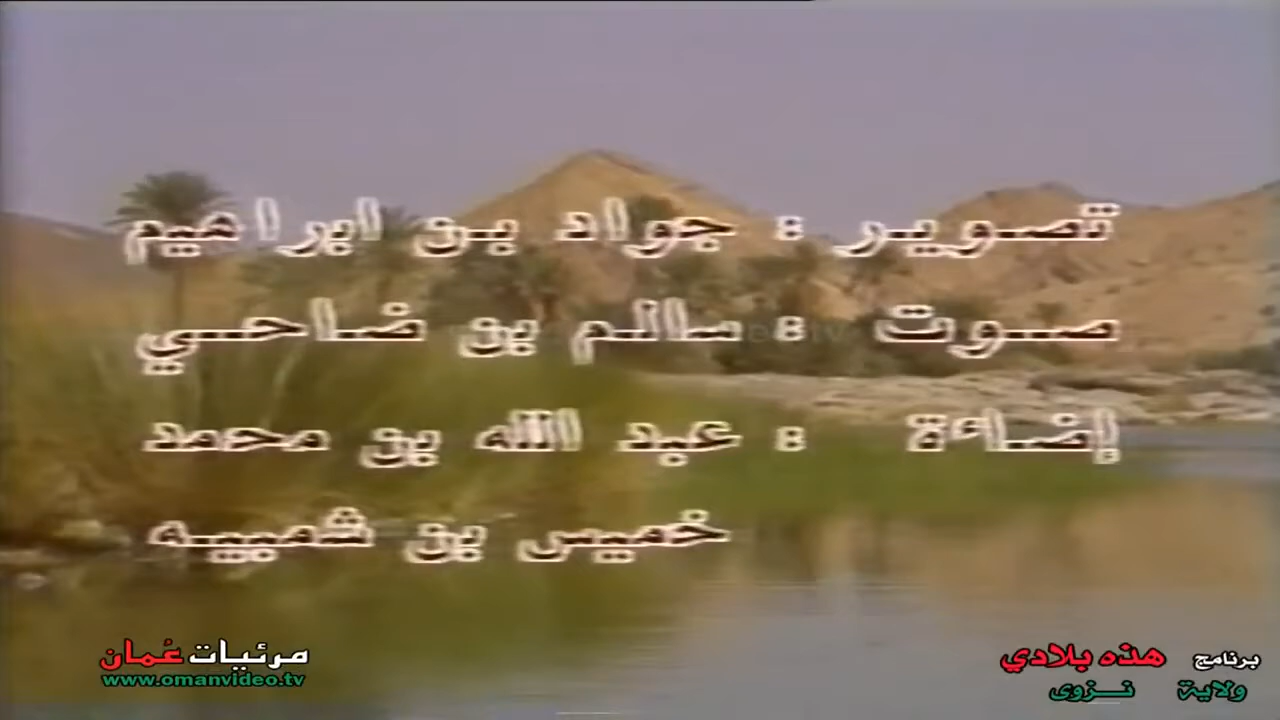 تصوير : جواد بن ابراهيم
صوت : سالم بن ضاحي
إضاءة : عبد الله بن محمد
خميس بن شمبيه
برنامج هذه بلادي
ولاية نزوى
مرئيات عُمان
www.omanvideo.tv